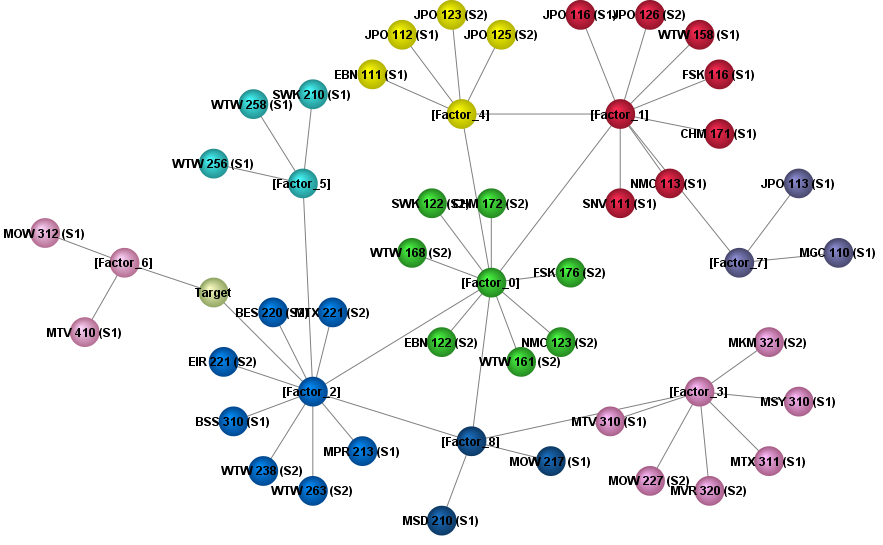 JPO 123 (S2)
JPO 116 (S1)
JPO 126 (S2)
JPO 112 (S1)
JPO 125 (S2)
WTW 158 (S1)
EBN 111 (S1)
FSK 116 (S1)
SWK 210 (S1)
WTW 258 (S1)
[Factor_4]
[Factor_1]
CHM 171 (S1)
WTW 256 (S1)
[Factor_5]
NMC 113 (S1)
JPO 113 (S1)
SWK 122 (S2)
CHM 172 (S2)
SNV 111 (S1)
MOW 312 (S1)
WTW 168 (S2)
MGC 110 (S1)
[Factor_6]
[Factor_7]
FSK 176 (S2)
[Factor_0]
Target
BES 220 (S2)
MTX 221 (S2)
MTV 410 (S1)
EBN 122 (S2)
NMC 123 (S2)
MKM 321 (S2)
EIR 221 (S2)
WTW 161 (S2)
[Factor_2]
[Factor_3]
MSY 310 (S1)
BSS 310 (S1)
MTV 310 (S1)
[Factor_8]
MPR 213 (S1)
MOW 217 (S1)
MTX 311 (S1)
WTW 238 (S2)
MOW 227 (S2)
WTW 263 (S2)
MVR 320 (S2)
MSD 210 (S1)